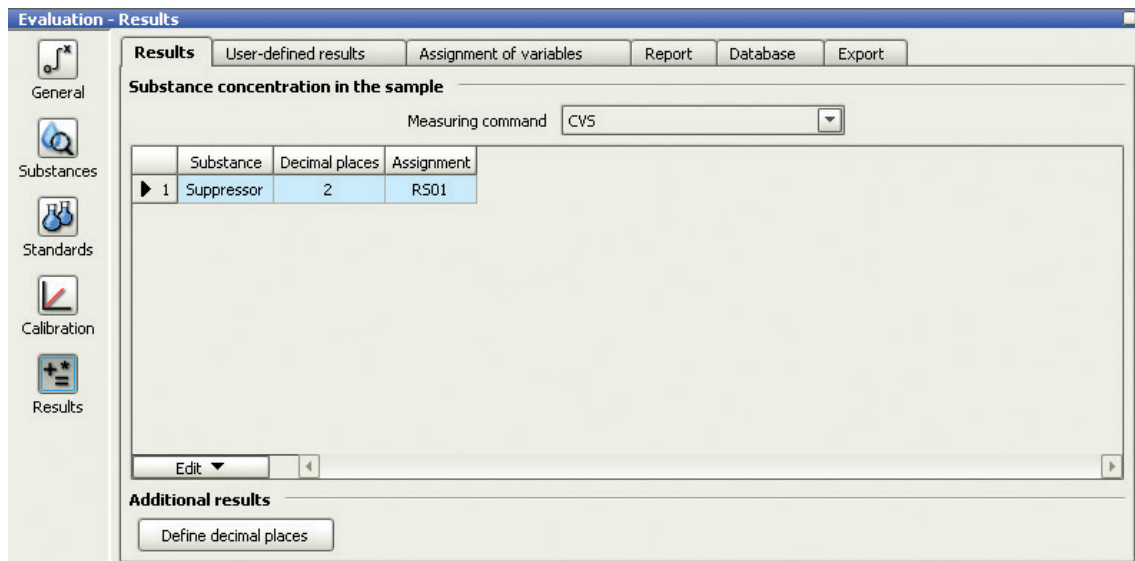 Evaluation - Results
General
Substances
Standards
Calibration
Results
Results User-defined results Assignment of variables Report Database Export
Substance concentration in the sample
Measuring command CVS
Substance Decimal places Assignment
1 Suppressor 2 RS01
Edit
Additional results
Define decimal places